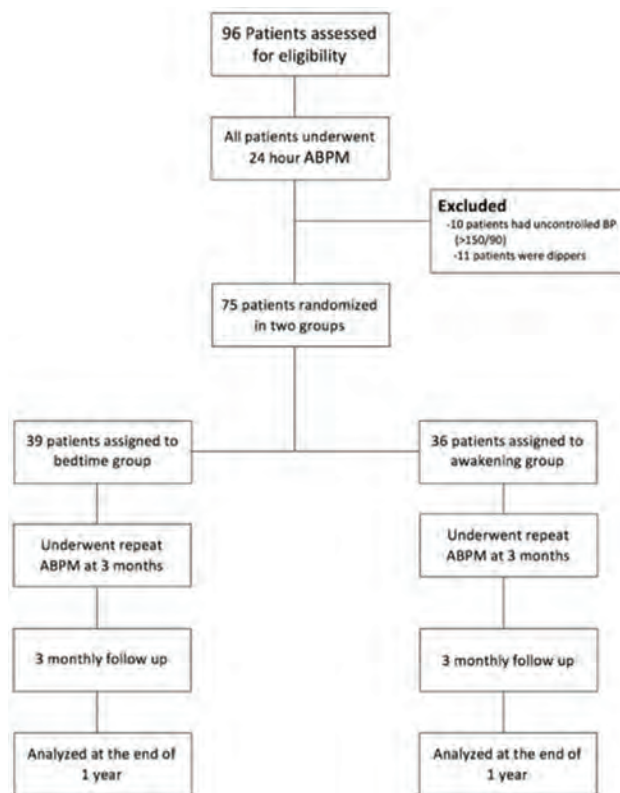 96 Patients assessed
for eligibility
All patients underwent
24 hour ABPM
Excluded
-10 patients had uncontrolled BP
(>150/90)
-11 patients were dippers
75 patients randomized
in two groups
39 patients assigned to
bedtime group
36 patients assigned to
awakening group
Underwent repeat
ABPM at 3 months
Underwent repeat
ABPM at 3 months
3 monthly follow up
3 monthly follow up
Analyzed at the end of
1 year
Analyzed at the end of
1 year